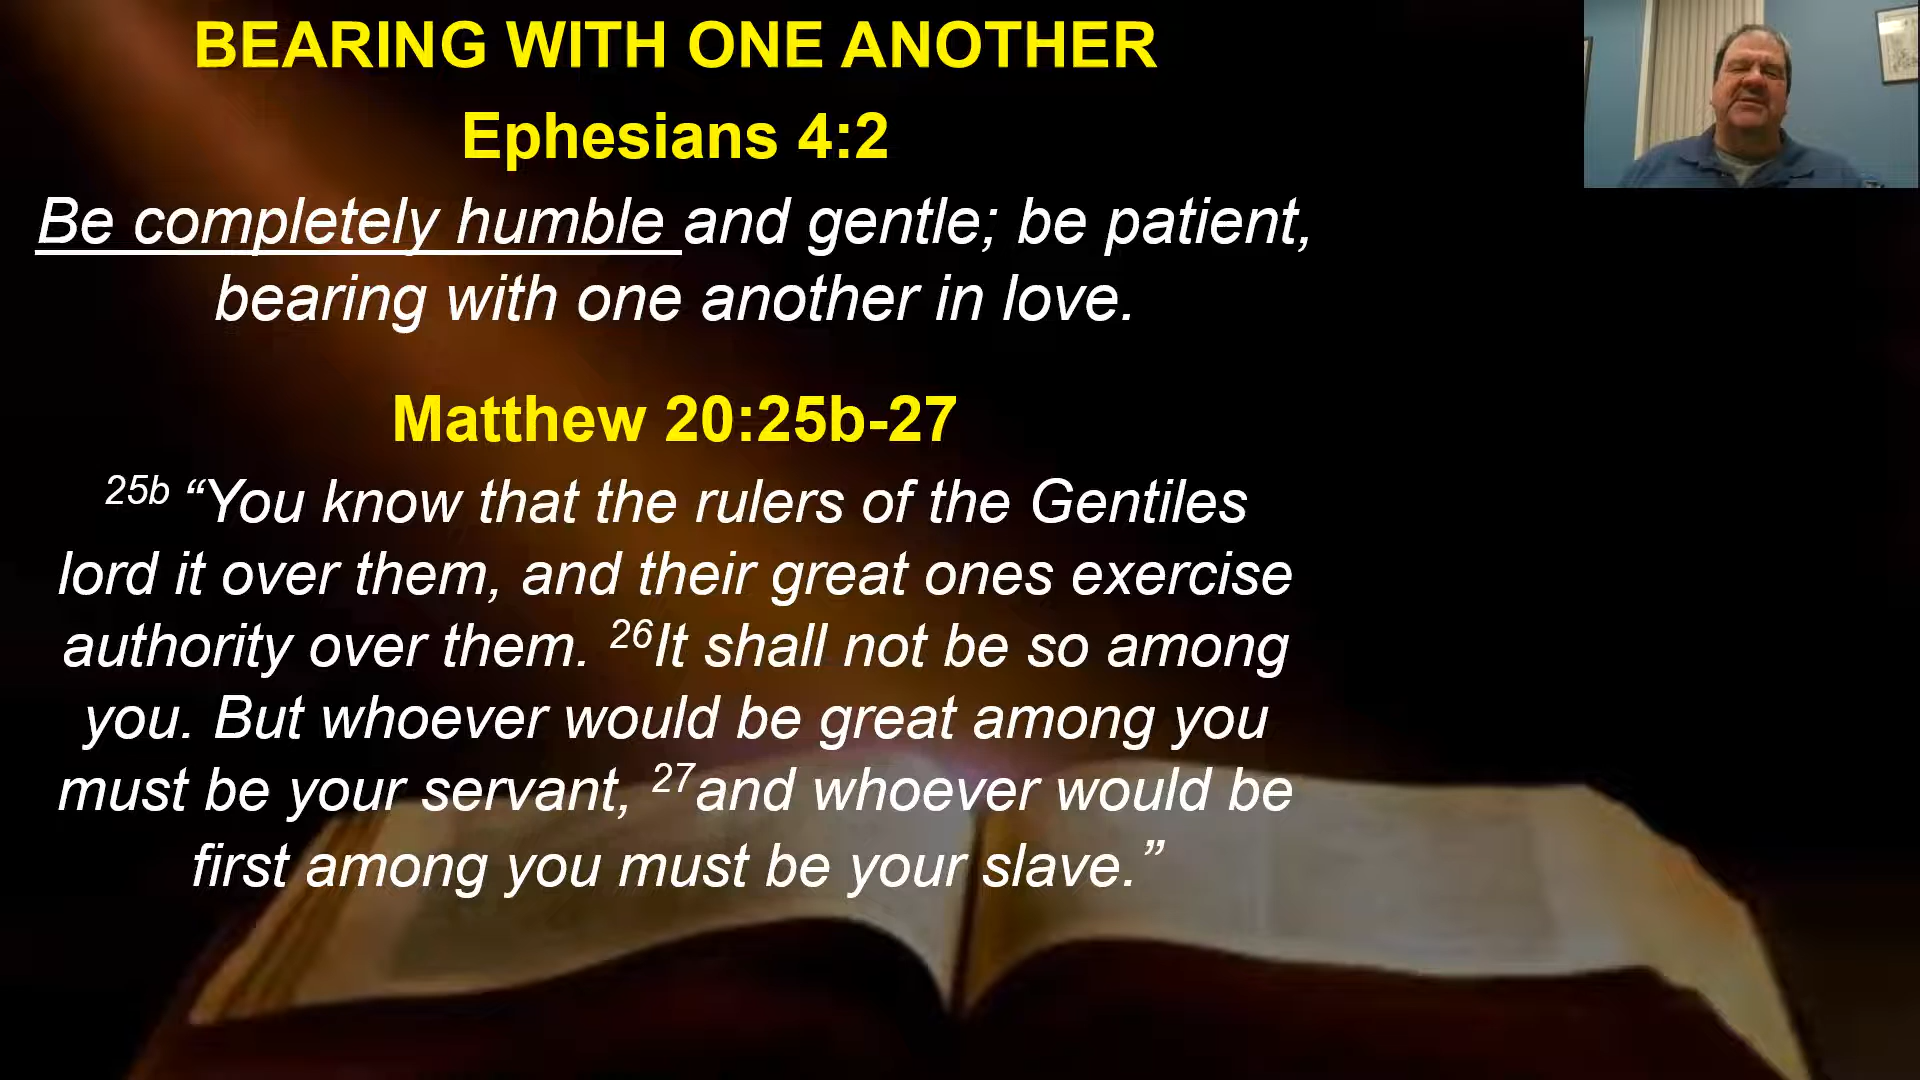 BEARING WITH ONE ANOTHER
Ephesians 4:2
Be completely humble and gentle; be patient,
bearing with one another in love.
Matthew 20:25b-27
25b “You know that the rulers of the Gentiles
lord it over them, and their great ones exercise
authority over them. 26It shall not be so among
you. But whoever would be great among you
must be your servant, 27and whoever would be
first among you must be your slave.”